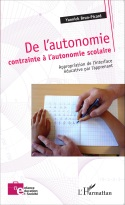 Yannick Brun-Picard
De l'autonomie
contrainte à l'autonomie scolaire
Appropriation de l'interface
éducative par l'apprenant
L'Harmattan